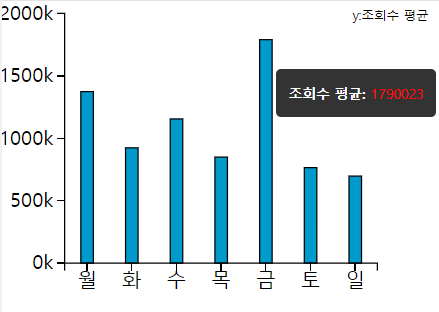 y:조회수 평균
2000k
1500k
조회수 평균: 1790023
1000k
500k
0k
월 화 수 목 금 토 일